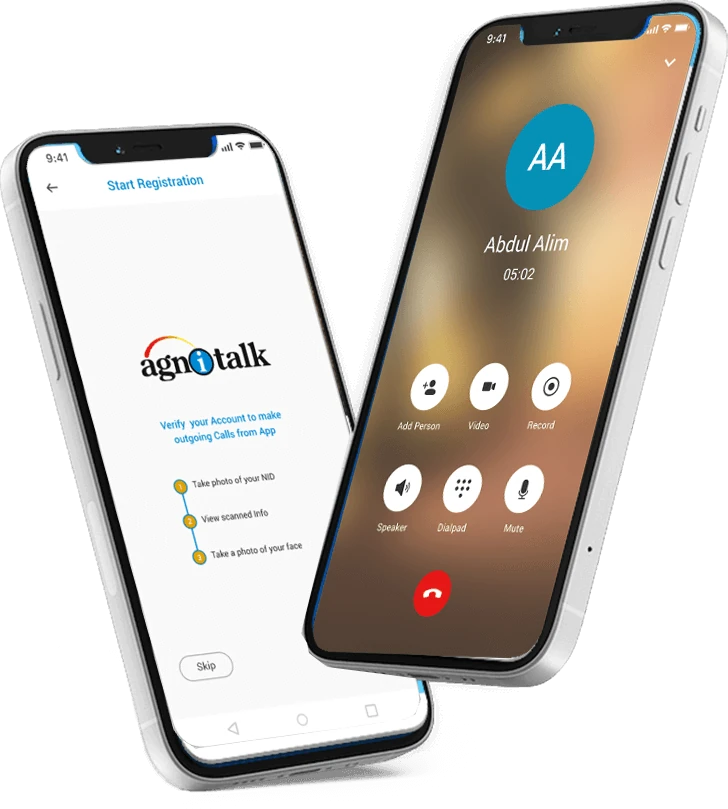 9:41
Start Registration
agnitalk
Verify your Account to make
outgoing Calls from App
1 Take photo of your NID
2 View scanned Info
3 Take a photo of your face
Skip
9:41
AA
Abdul Alim
05:02
Add Person Video Record
Speaker Dialpad Mute